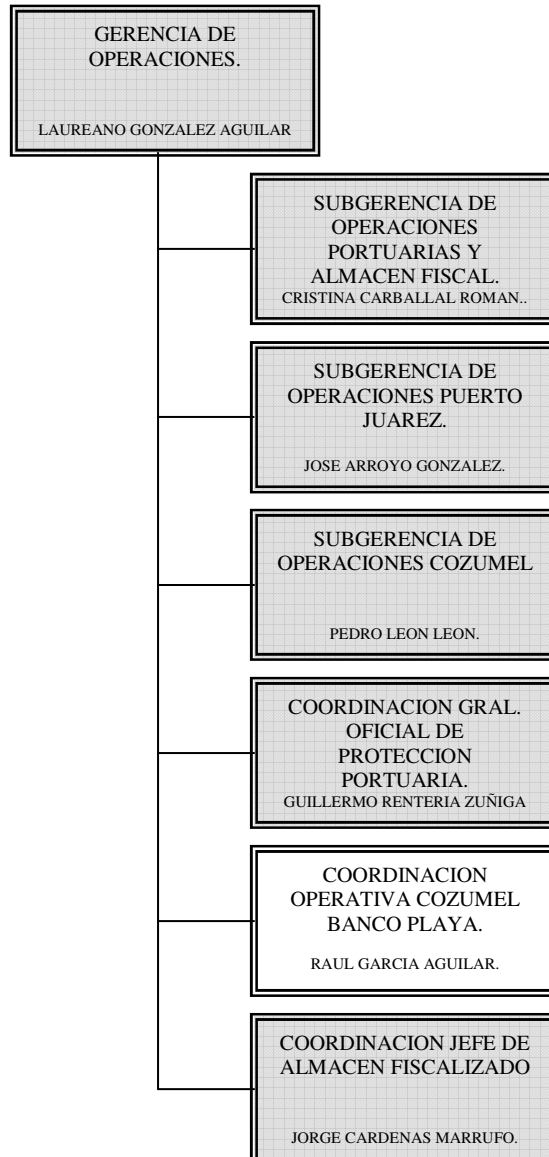 GERENCIA DE
OPERACIONES.
LAUREANO GONZALEZ AGUILAR
SUBGERENCIA DE
OPERACIONES
PORTUARIAS Y
ALMACEN FISCAL.
CRISTINA CARBALLAL ROMAN..
SUBGERENCIA DE
OPERACIONES PUERTO
JUAREZ.
JOSE ARROYO GONZALEZ.
SUBGERENCIA DE
OPERACIONES COZUMEL
PEDRO LEON LEON.
COORDINACION GRAL.
OFICIAL DE
PROTECCION
PORTUARIA.
GUILLERMO RENTERIA ZUÑIGA
COORDINACION
OPERATIVA COZUMEL
BANCO PLAYA.
RAUL GARCIA AGUILAR.
COORDINACION JEFE DE
ALMACEN FISCALIZADO
JORGE CARDENAS MARRUFO.